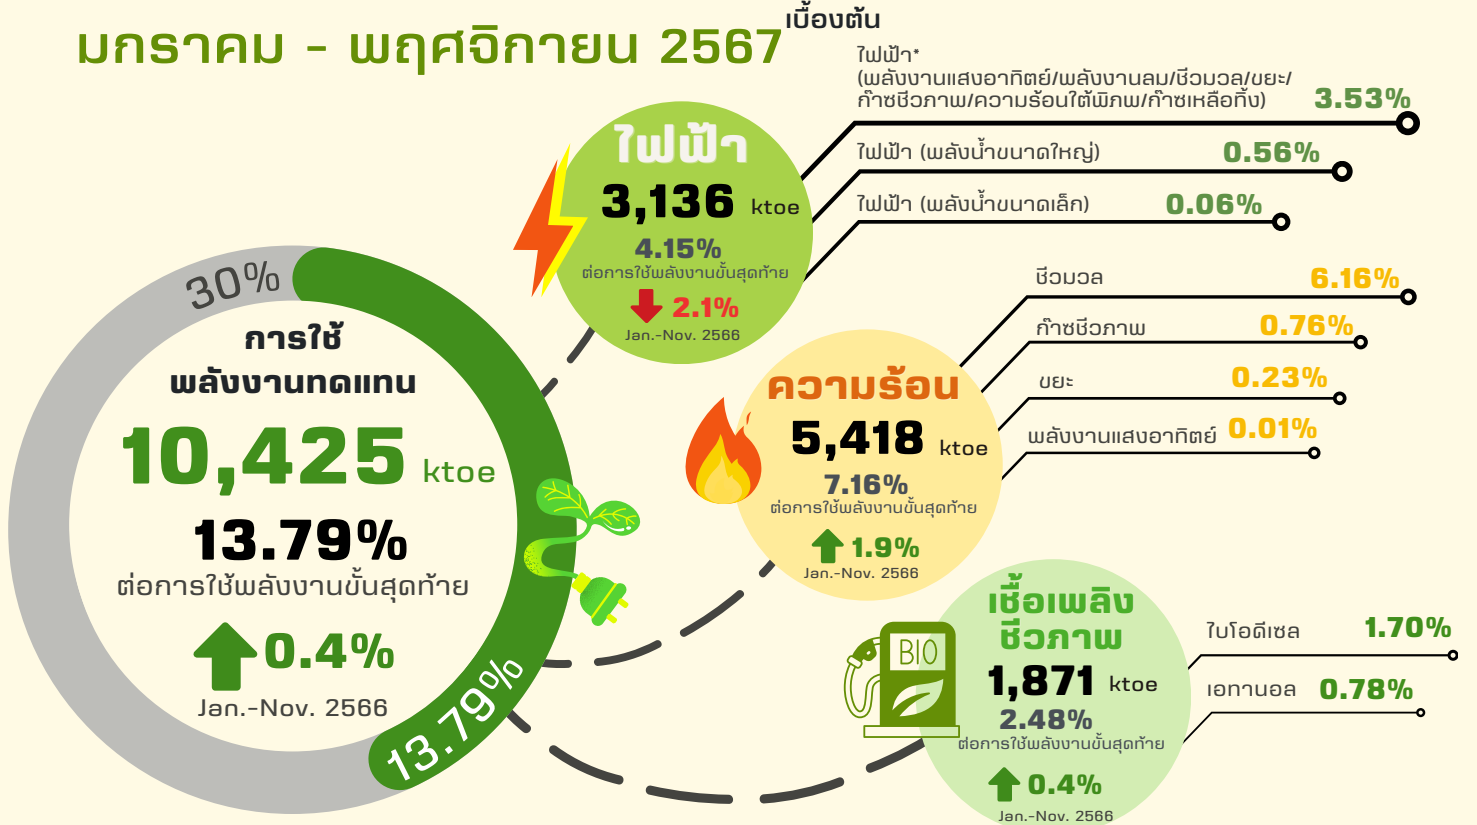 มกราคม - พฤศจิกายน 2567 เบื้องต้น
30%
การใช้
พลังงานทดแทน
10,425 ktoe
13.79%
ต่อการใช้พลังงานขั้นสุดท้าย
0.4%
Jan.-Nov. 2566
13.79%
ไฟฟ้า
3,136 ktoe
4.15%
ต่อการใช้พลังงานขั้นสุดท้าย
2.1%
Jan.-Nov. 2566
ไฟฟ้า*
(พลังงานแสงอาทิตย์/พลังงานลม/ชีวมวล/ขยะ/
ก๊าซชีวภาพ/ความร้อนใต้พิภพ/ก๊าซเหลือทิ้ง) 3.53%
ไฟฟ้า (พลังน้ำขนาดใหญ่) 0.56%
ไฟฟ้า (พลังน้ำขนาดเล็ก) 0.06%
ความร้อน
5,418 ktoe
7.16%
ต่อการใช้พลังงานขั้นสุดท้าย
1.9%
Jan.-Nov. 2566
ชีวมวล 6.16%
ก๊าซชีวภาพ 0.76%
ขยะ 0.23%
พลังงานแสงอาทิตย์ 0.01%
เชื้อเพลิง
ชีวภาพ
BIO
1,871 ktoe
2.48%
ต่อการใช้พลังงานขั้นสุดท้าย
0.4%
Jan.-Nov. 2566
ไบโอดีเซล 1.70%
เอทานอล 0.78%